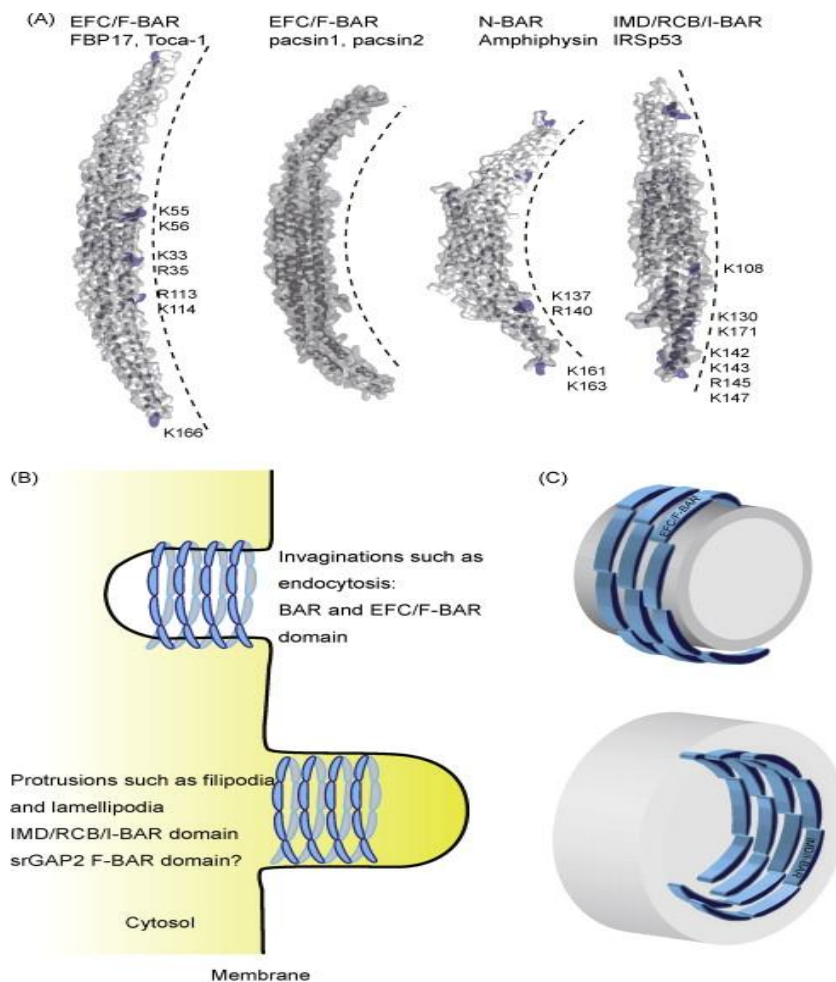 (A)
EFC/F-BAR
FBP17, Toca-1
EFC/F-BAR
pacsin1, pacsin2
N-BAR
Amphiphysin
IMD/RCB/I-BAR
IRSp53
K55
K56
K33
R35
R113
K114
K166
K137
R140
K161
K163
K108
K130
K171
K142
K143
R145
K147
(B)
Invaginations such as
endocytosis:
BAR and EFC/F-BAR
domain
Protrusions such as filipodia
and lamellipodia
IMD/RCB/I-BAR domain
srGAP2 F-BAR domain?
Cytosol
Membrane
(C)
EFC/F-BAR
IMD/I-BAR